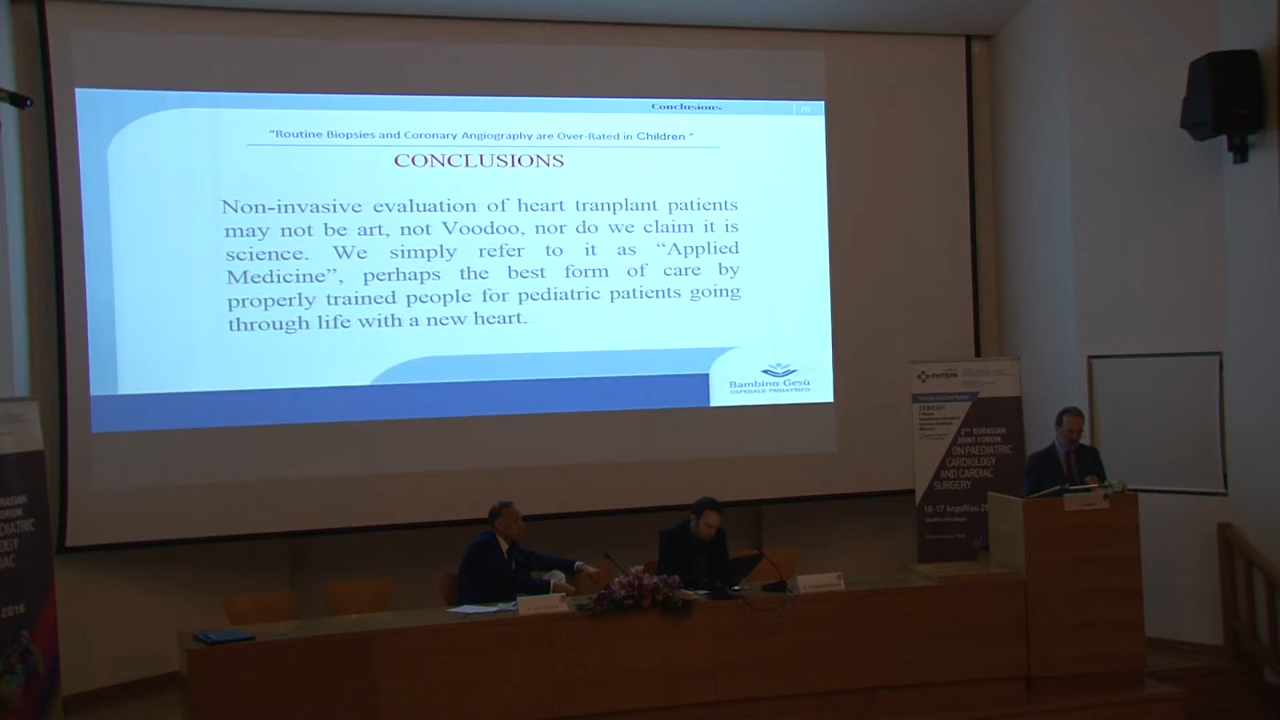 Conclusions
"Routine Biopsies and Coronary Angiography are Over-Rated in Children "
CONCLUSIONS
Non-invasive evaluation of heart tranplant patients
may not be art, not Voodoo, nor do we claim it is
science. We simply refer to it as “Applied
Medicine”, perhaps the best form of care by
properly trained people for pediatric patients going
through life with a new heart.
Bambino Gesù
OSPEDALE PEDIATRICO
2ND EURASIAN
JOINT FORUM
ON PAEDIATRIC
CARDIOLOGY
AND CARDIAC
SURGERY
16-17 Απριλίου
2016